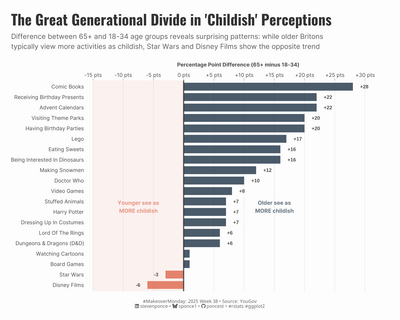 The Great Generational Divide in 'Childish' Perceptions
Difference between 65+ and 18-34 age groups reveals surprising patterns: while older Britons
typically view more activities as childish, Star Wars and Disney Films show the opposite trend
Percentage Point Difference (65+ minus 18-34)
-15 pts -10 pts -5 pts 0 pts +5 pts +10 pts +15 pts +20 pts +25 pts +30 pts
Comic Books +28
Receiving Birthday Presents +22
Advent Calendars +22
Visiting Theme Parks +20
Having Birthday Parties +20
Lego +17
Eating Sweets +16
Being Interested In Dinosaurs +16
Making Snowmen +12
Doctor Who +10
Video Games +8
Stuffed Animals +7
Harry Potter +7
Dressing Up In Costumes +7
Lord Of The Rings +6
Dungeons & Dragons (D&D) +6
Watching Cartoons
Board Games
Star Wars -3
Disney Films -6
Younger see as
MORE childish
Older see as
MORE childish
#MakeoverMonday: 2025 Week 38 • Source: YouGov
stevenponce • sponce1 • poncest • #rstats #ggplot2